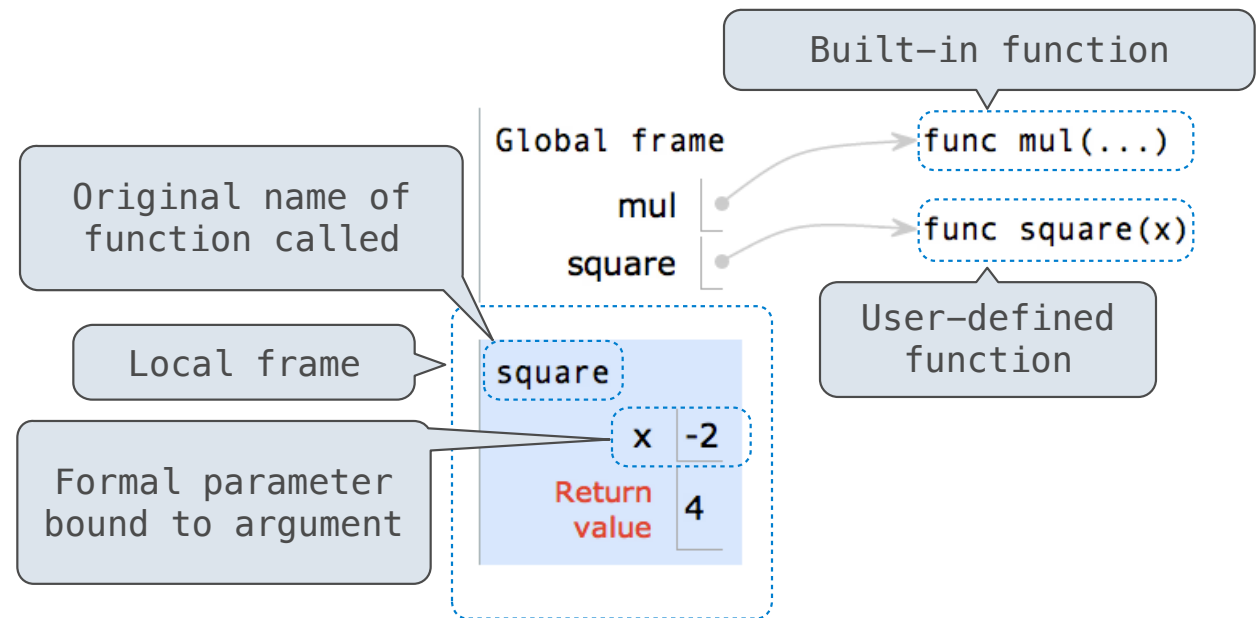 Built-in function
Global frame
func mul(...)
mul
func square(x)
square
Original name of
function called
User-defined
function
Local frame
square
x -2
Formal parameter
bound to argument
Return
value
4